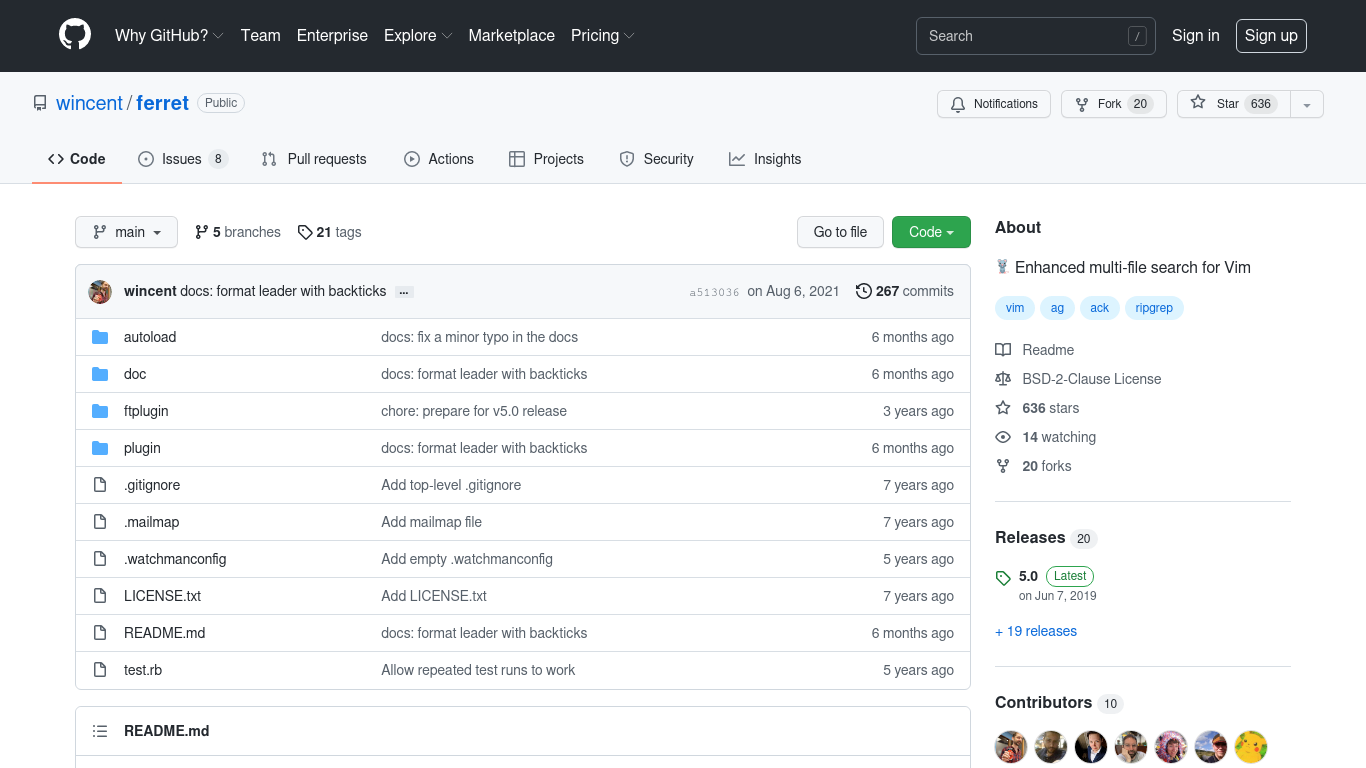 Why GitHub? Team Enterprise Explore Marketplace Pricing Search / Sign in Sign up
wincent / ferret Public Notifications Fork 20 Star 636
Code Issues 8 Pull requests Actions Projects Security Insights
main 5 branches 21 tags Go to file Code
wincent docs: format leader with backticks … a513036 on Aug 6, 2021 267 commits
autoload docs: fix a minor typo in the docs 6 months ago
doc docs: format leader with backticks 6 months ago
ftplugin chore: prepare for v5.0 release 3 years ago
plugin docs: format leader with backticks 6 months ago
.gitignore Add top-level .gitignore 7 years ago
.mailmap Add mailmap file 7 years ago
.watchmanconfig Add empty .watchmanconfig 5 years ago
LICENSE.txt Add LICENSE.txt 7 years ago
README.md docs: format leader with backticks 6 months ago
test.rb Allow repeated test runs to work 5 years ago
README.md
About
Enhanced multi-file search for Vim
vim ag ack ripgrep
Readme
BSD-2-Clause License
636 stars
14 watching
20 forks
Releases 20
5.0 Latest
on Jun 7, 2019
+ 19 releases
Contributors 10